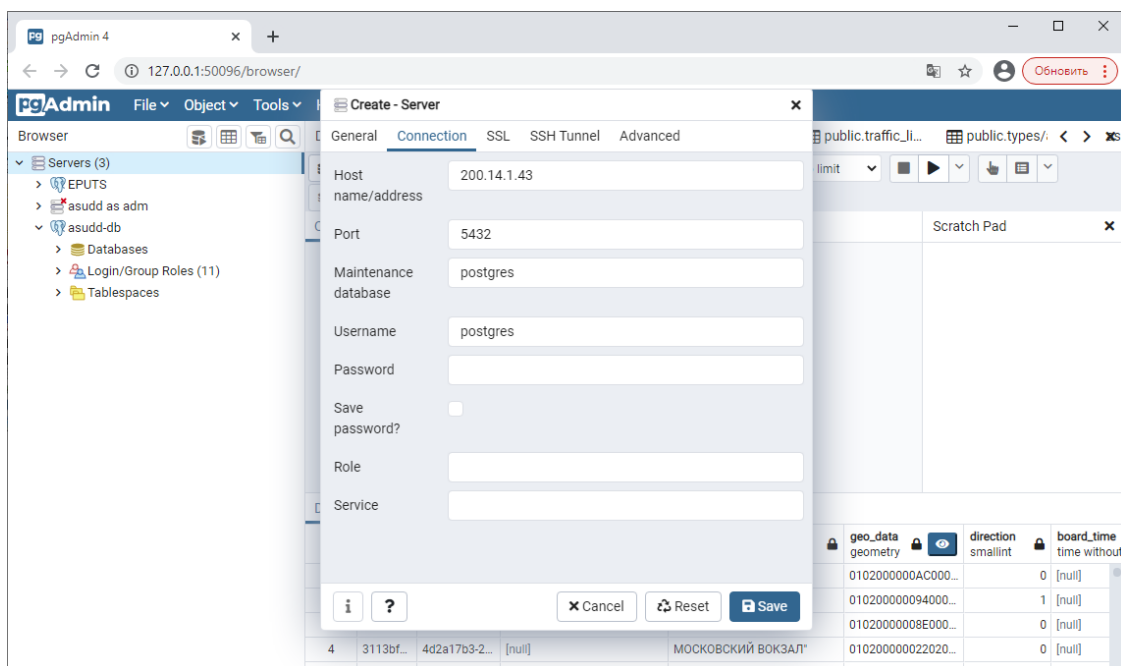 pgAdmin 4
127.0.0.1:50096/browser/
Обновить
pgAdmin File Object Tools
Browser
Servers (3)
EPUTS
asudd as adm
asudd-db
Databases
Login/Group Roles (11)
Tablespaces
Create - Server
General Connection SSL SSH Tunnel Advanced
Host name/address 200.14.1.43
Port 5432
Maintenance database postgres
Username postgres
Password
Save password?
Role
Service
i ? Cancel Reset Save
public.traffic_li... public.types/
limit
Scratch Pad
geo_data geometry direction smallint board_time time without
0102000000AC000... 0 [null]
010200000094000... 1 [null]
01020000008E000... 0 [null]
4 3113bf... 4d2a17b3-2... [null] МОСКОВСКИЙ ВОКЗАЛ" 010200000022020... 0 [null]